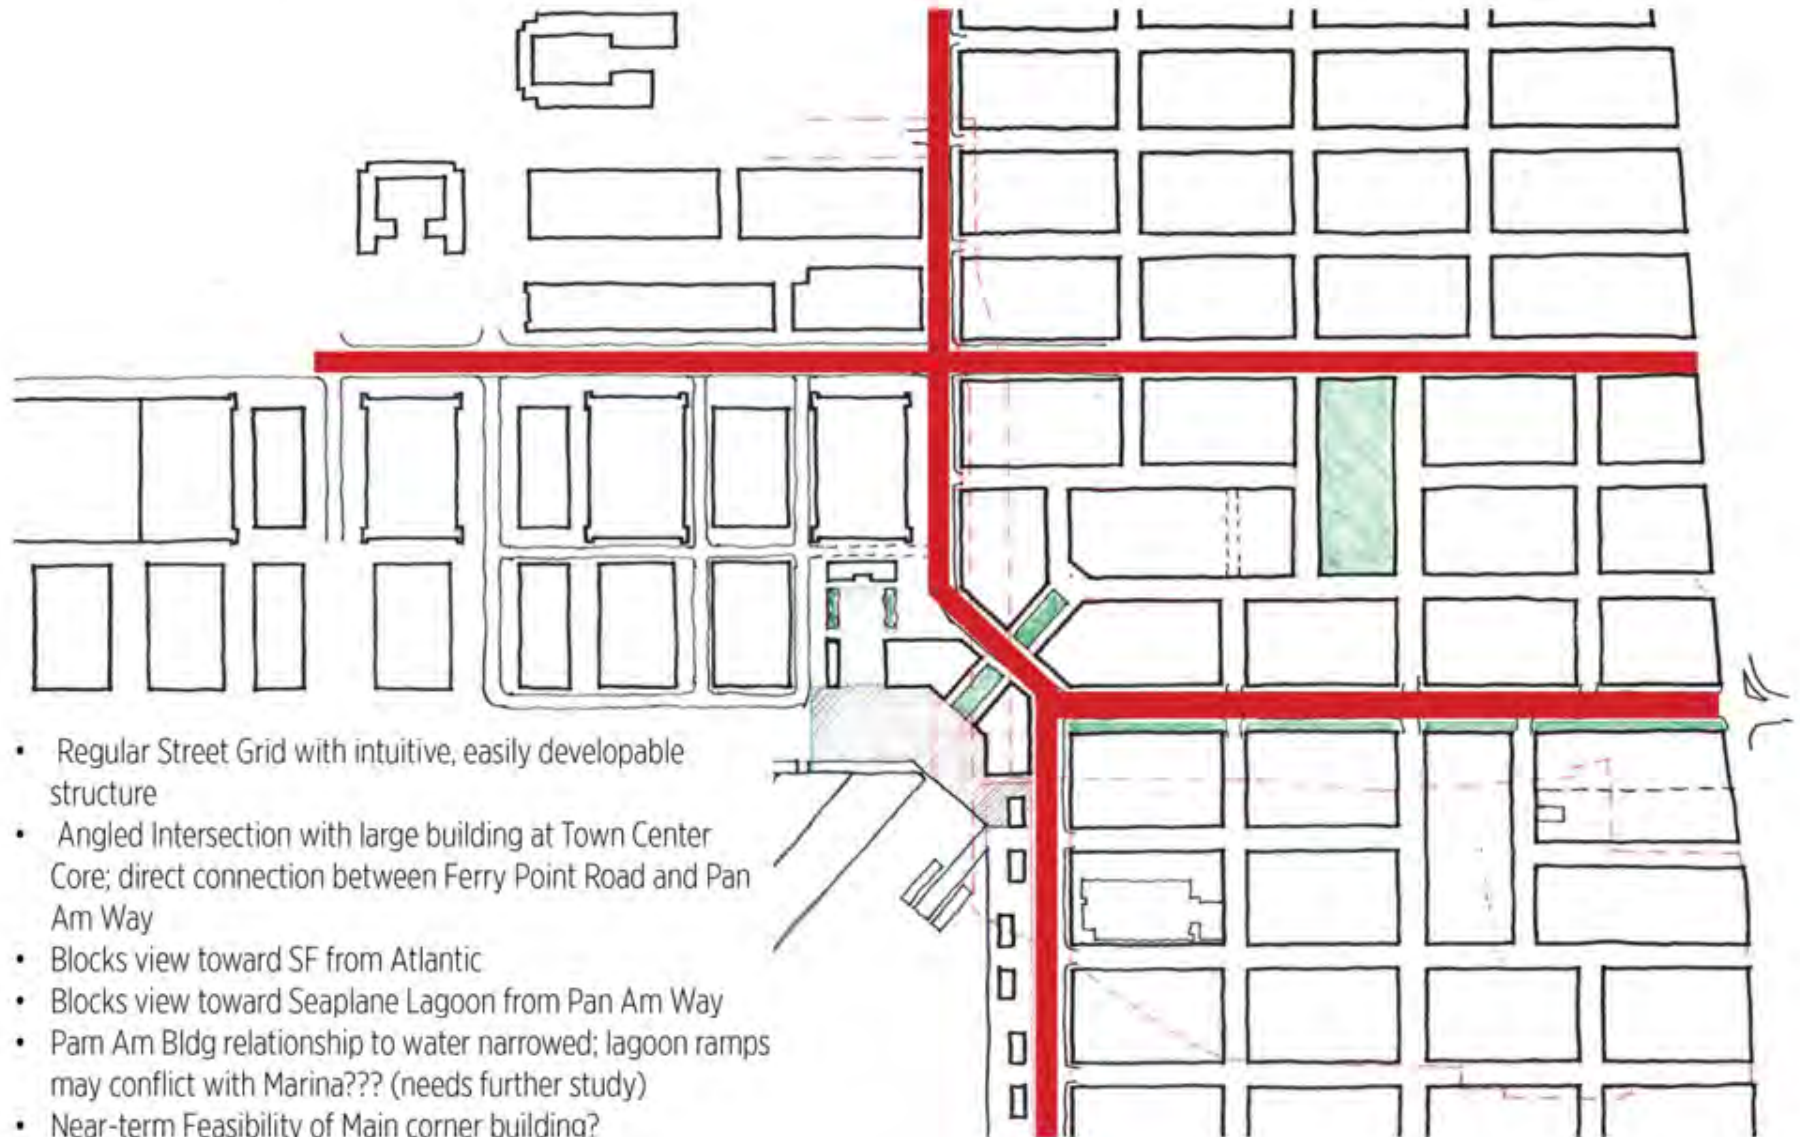 • Regular Street Grid with intuitive, easily developable
structure
• Angled Intersection with large building at Town Center
Core; direct connection between Ferry Point Road and Pan
Am Way
• Blocks view toward SF from Atlantic
• Blocks view toward Seaplane Lagoon from Pan Am Way
• Pam Am Bldg relationship to water narrowed; lagoon ramps
may conflict with Marina??? (needs further study)
• Near-term Feasibility of Main corner building?